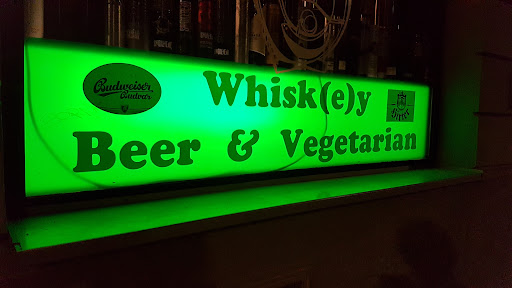 Budweiser
Budvar
Whisk(e)y
Beer & Vegetarian